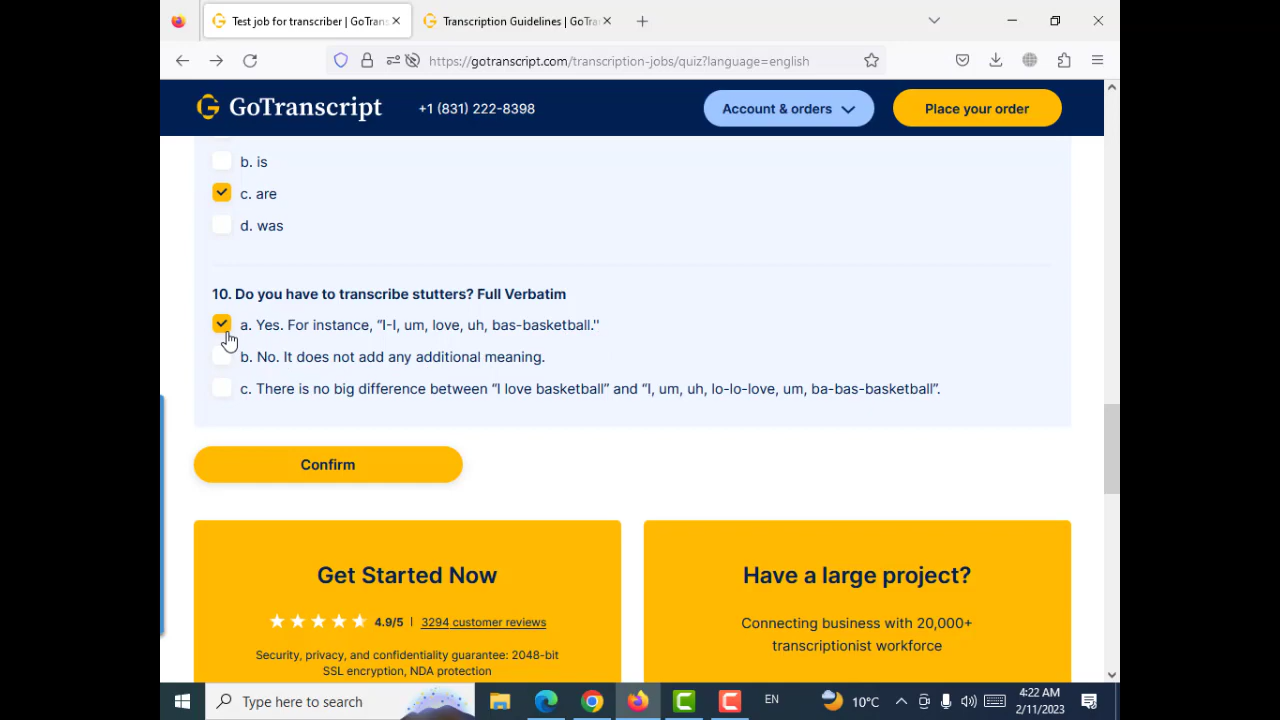 Test job for transcriber | GoTrans
Transcription Guidelines | GoTra
https://gotranscript.com/transcription-jobs/quiz?language=english
GoTranscript
+1 (831) 222-8398
Account & orders
Place your order
b. is
c. are
d. was
10. Do you have to transcribe stutters? Full Verbatim
a. Yes. For instance, “I-I, um, love, uh, bas-basketball.''
b. No. It does not add any additional meaning.
c. There is no big difference between “I love basketball” and “I, um, uh, lo-lo-love, um, ba-bas-basketball”.
Confirm
Get Started Now
4.9/5 | 3294 customer reviews
Security, privacy, and confidentiality guarantee: 2048-bit
SSL encryption, NDA protection
Have a large project?
Connecting business with 20,000+
transcriptionist workforce
Type here to search
10°C
EN
4:22 AM
2/11/2023